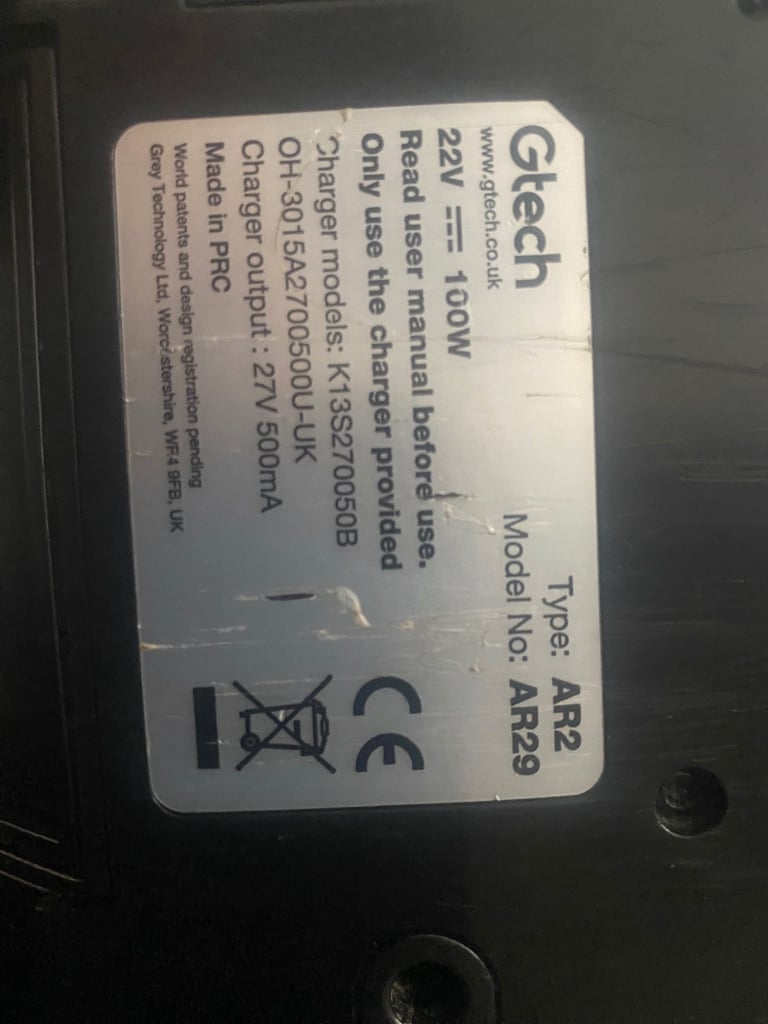 Gtech
www.gtech.co.uk
Type: AR2
Model No: AR29
22V 100W
Read user manual before use.
Only use the charger provided
Charger models: K13S270050B
OH-3015A2700500U-UK
Charger output : 27V 500mA
Made in PRC
World patents and design registration pending
Grey Technology Ltd, Worcestershire, WR4 9FB, UK
CE